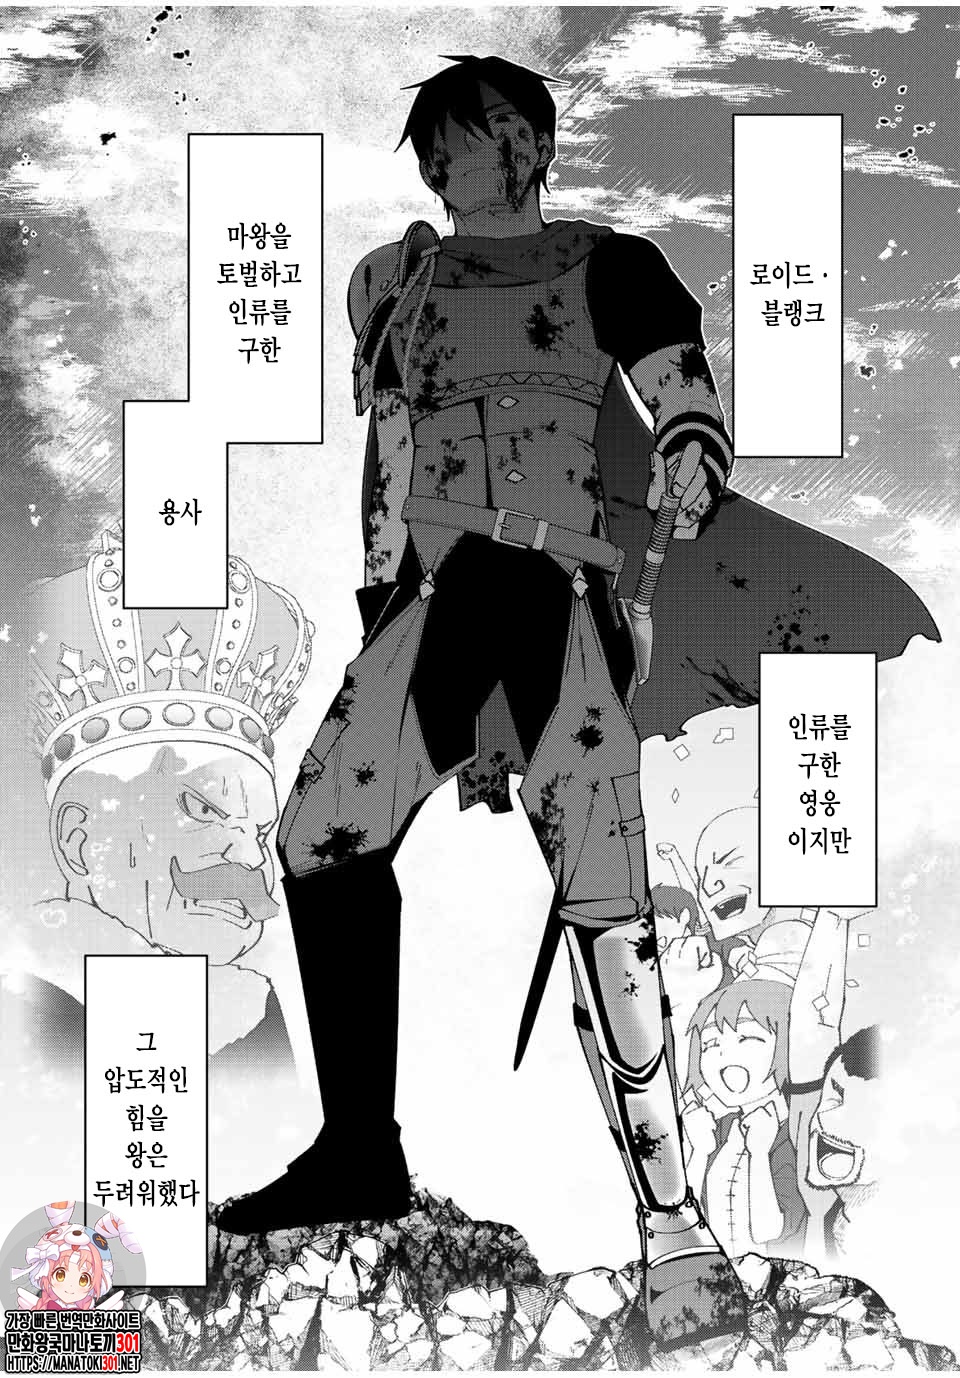 로이드·
블랭크
마왕을
토벌하고
인류를
구한
용사
인류를
구한
영웅
이지만
그
압도적인
힘을
왕은
두려워했다
가장 빠른 번역만화사이트
만화왕국마나토끼301
HTTPS://MANATOKI301.NET